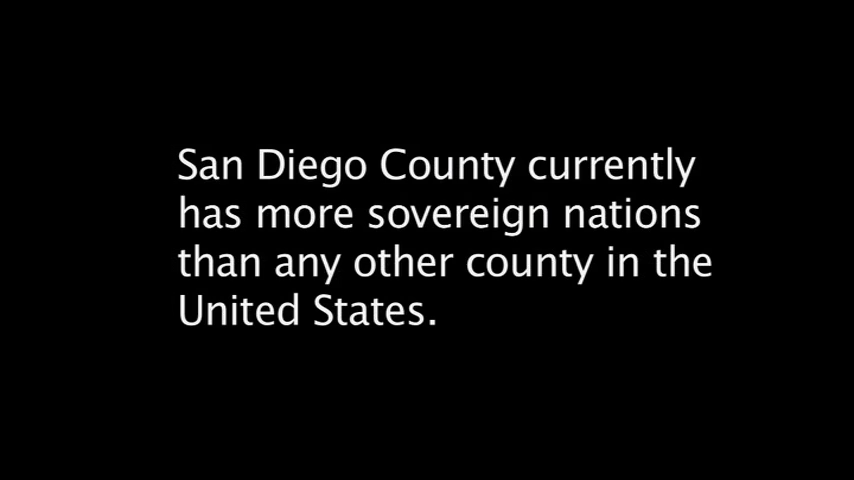 San Diego County currently
has more sovereign nations
than any other county in the
United States.